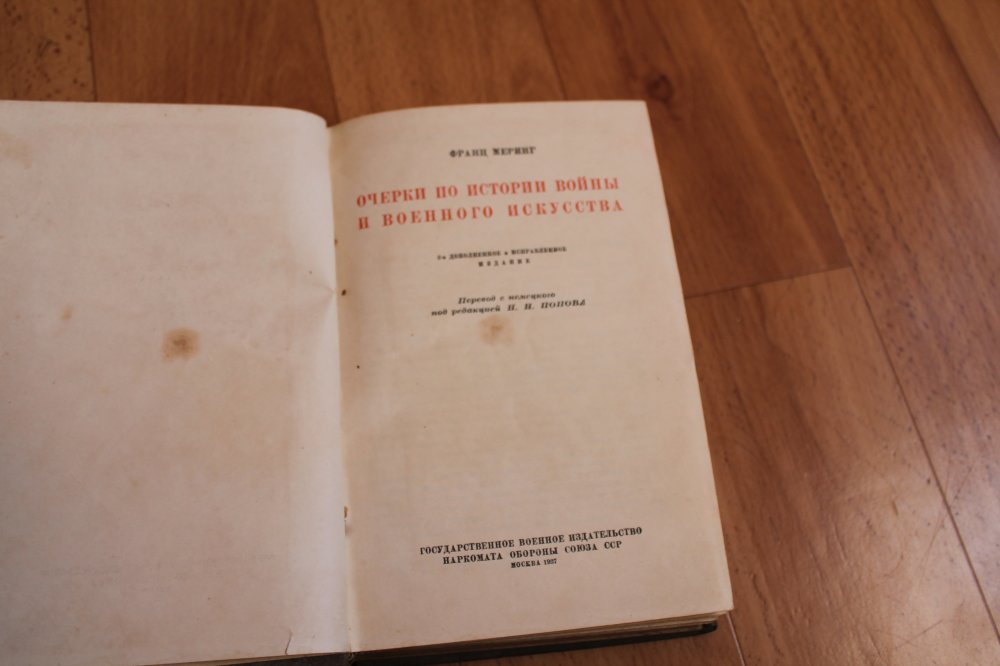 ФРАНЦ МЕРИНГ
ОЧЕРКИ ПО ИСТОРИИ ВОЙНЫ
И ВОЕННОГО ИСКУССТВА
ДОПОЛНЕННОЕ и ИСПРАВЛЕННОЕ
ИЗДАНИЕ
Перевод с немецкого
под редакцией Н. Н. ПОПОВА
ГОСУДАРСТВЕННОЕ ВОЕННОЕ ИЗДАТЕЛЬСТВО
НАРКОМАТА ОБОРОНЫ СОЮЗА ССР
МОСКВА 1937